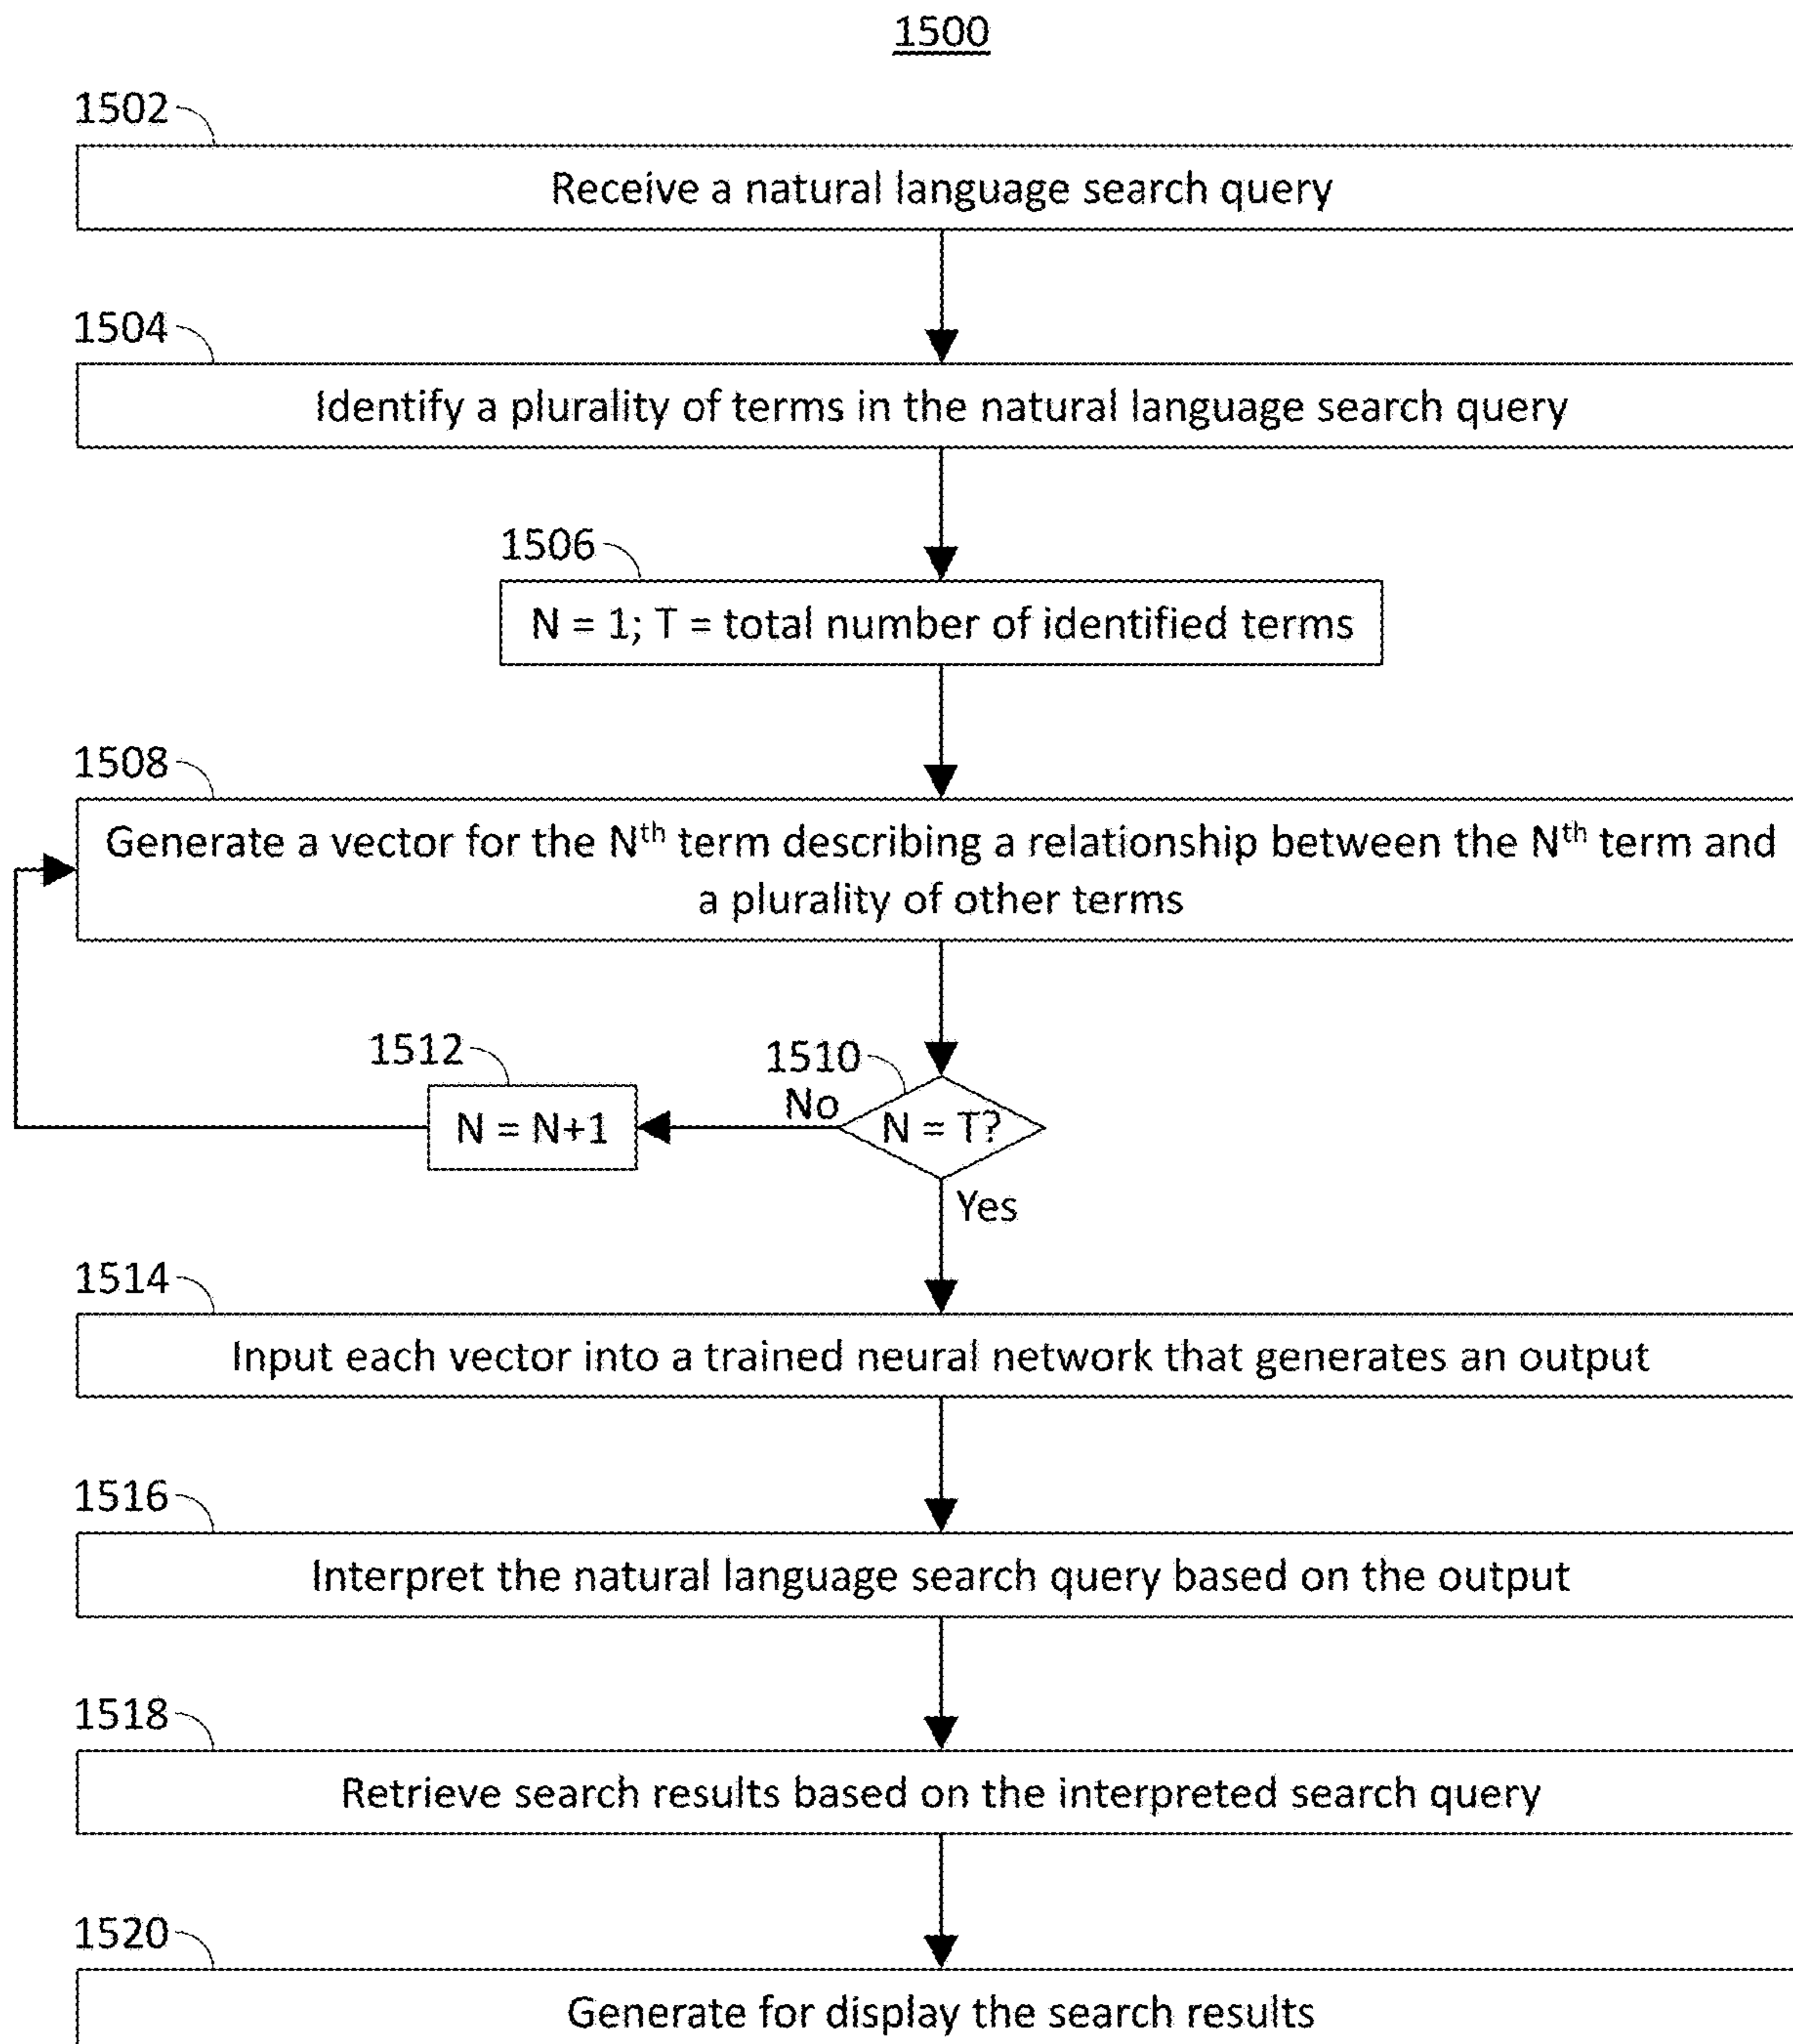 1500
1502
Receive a natural language search query
1504
Identify a plurality of terms in the natural language search query
1506
N = 1; T = total number of identified terms
1508
Generate a vector for the Nth term describing a relationship between the Nth term and
a plurality of other terms
1512
1510
No
N = N+1
N = T?
Yes
1514
Input each vector into a trained neural network that generates an output
1516
Interpret the natural language search query based on the output
1518
Retrieve search results based on the interpreted search query
1520
Generate for display the search results